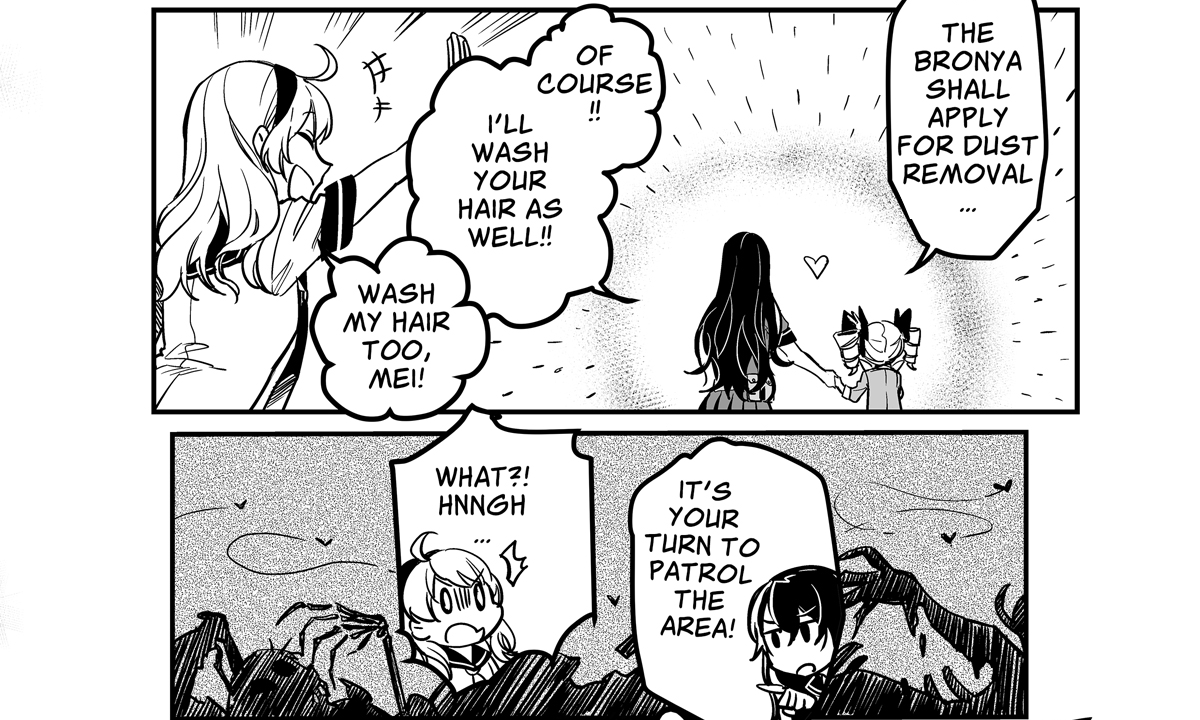 THE
BRONYA
SHALL
APPLY
FOR DUST
REMOVAL
...
OF
COURSE
!!
I'LL
WASH
YOUR
HAIR AS
WELL!!
WASH
MY HAIR
TOO,
MEI!
IT'S
YOUR
TURN TO
PATROL
THE
AREA!
WHAT?!
HNNGH
...